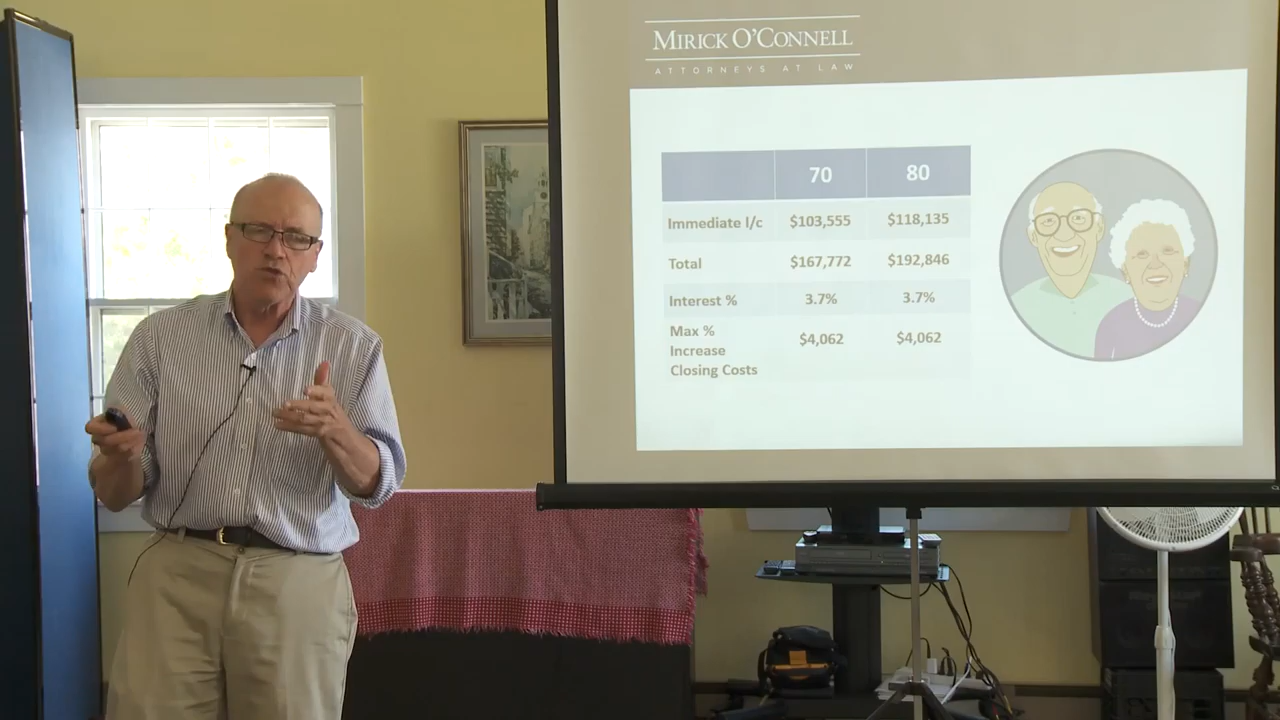 MIRICK O'CONNELL
ATTORNEYS AT LAW
70 80
Immediate I/c $103,555 $118,135
Total $167,772 $192,846
Interest % 3.7% 3.7%
Max % $4,062 $4,062
Increase
Closing Costs